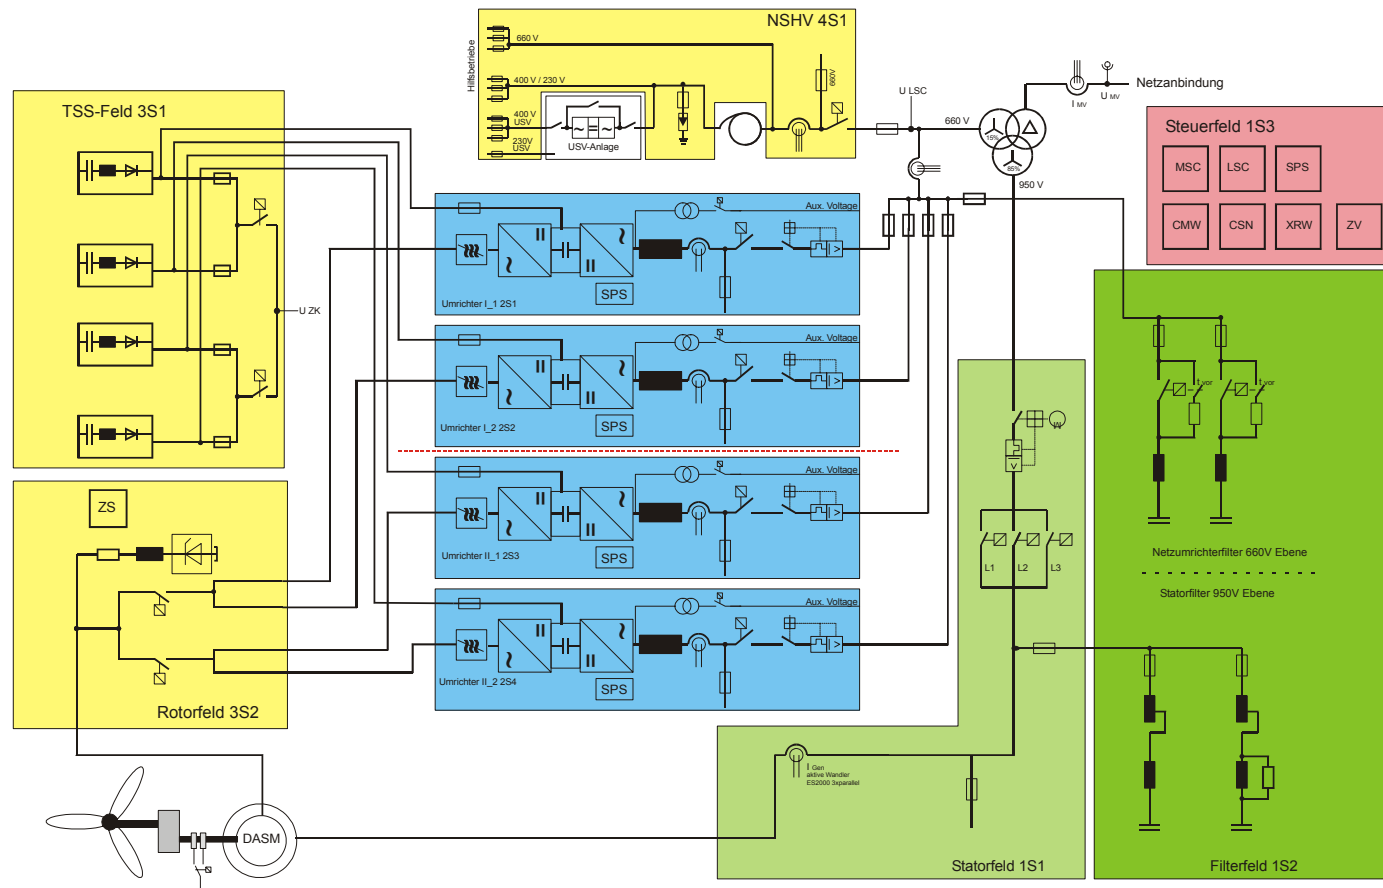 NSHV 4S1
Hilfsbetriebe
660 V
400 V / 230 V
400 V
USV
230V
USV
USV-Anlage
660V
U LSC
660 V
15%
85%
950 V
I MV
U MV
Netzanbindung
TSS-Feld 3S1
U ZK
Steuerfeld 1S3
MSC
LSC
SPS
CMW
CSN
XRW
ZV
Aux. Voltage
SPS
Umrichter I_1 2S1
Aux. Voltage
SPS
Umrichter I_2 2S2
Aux. Voltage
SPS
Umrichter II_1 2S3
Aux. Voltage
SPS
Umrichter II_2 2S4
ZS
Rotorfeld 3S2
M
L1
L2
L3
t vor
t vor
Netzumrichterfilter 660V Ebene
Statorfilter 950V Ebene
I Gen
aktive Wandler
ES2000 3xparallel
DASM
Statorfeld 1S1
Filterfeld 1S2